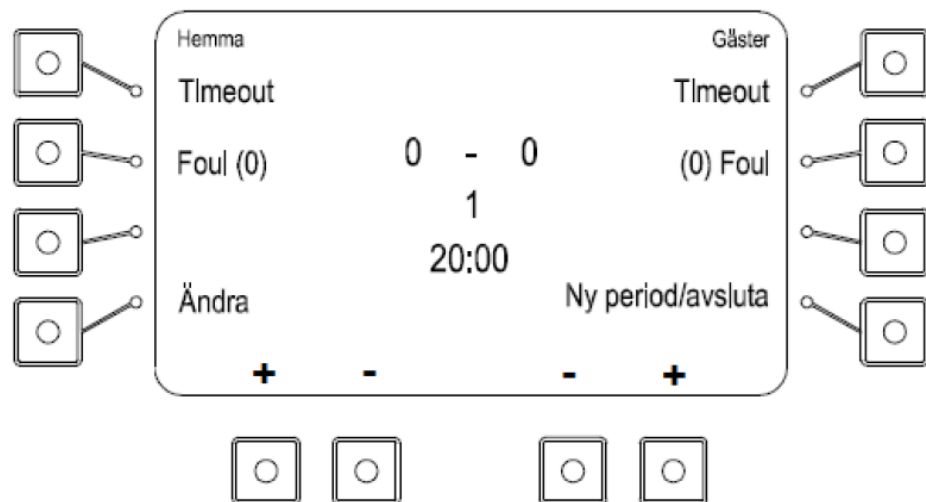 Hemma Gäster
TImeout TImeout
Foul (0) 0 - 0 (0) Foul
1
20:00
Ändra Ny period/avsluta
+ - - +